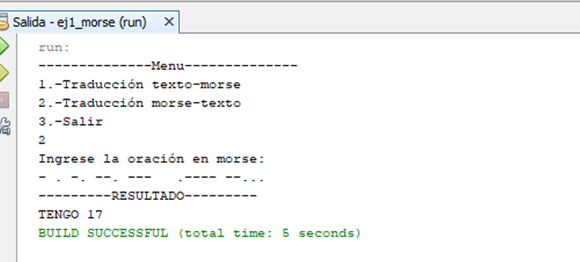 Salida - ej1_morse (run)
run:
--------------Menu--------------
1.-Traducción texto-morse
2.-Traducción morse-texto
3.-Salir
2
Ingrese la oración en morse:
- . -. --. ---   .---- --...
---------RESULTADO---------
TENGO 17
BUILD SUCCESSFUL (total time: 5 seconds)